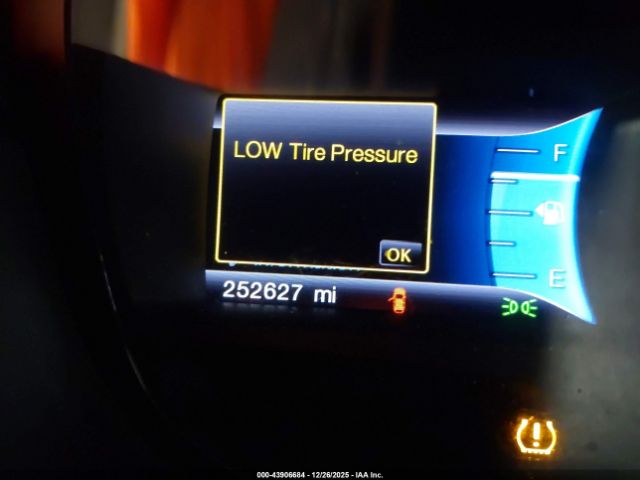 LOW Tire Pressure
F
OK
E
252627 mi
000-43906684 - 12/26/2025 - IAA Inc.